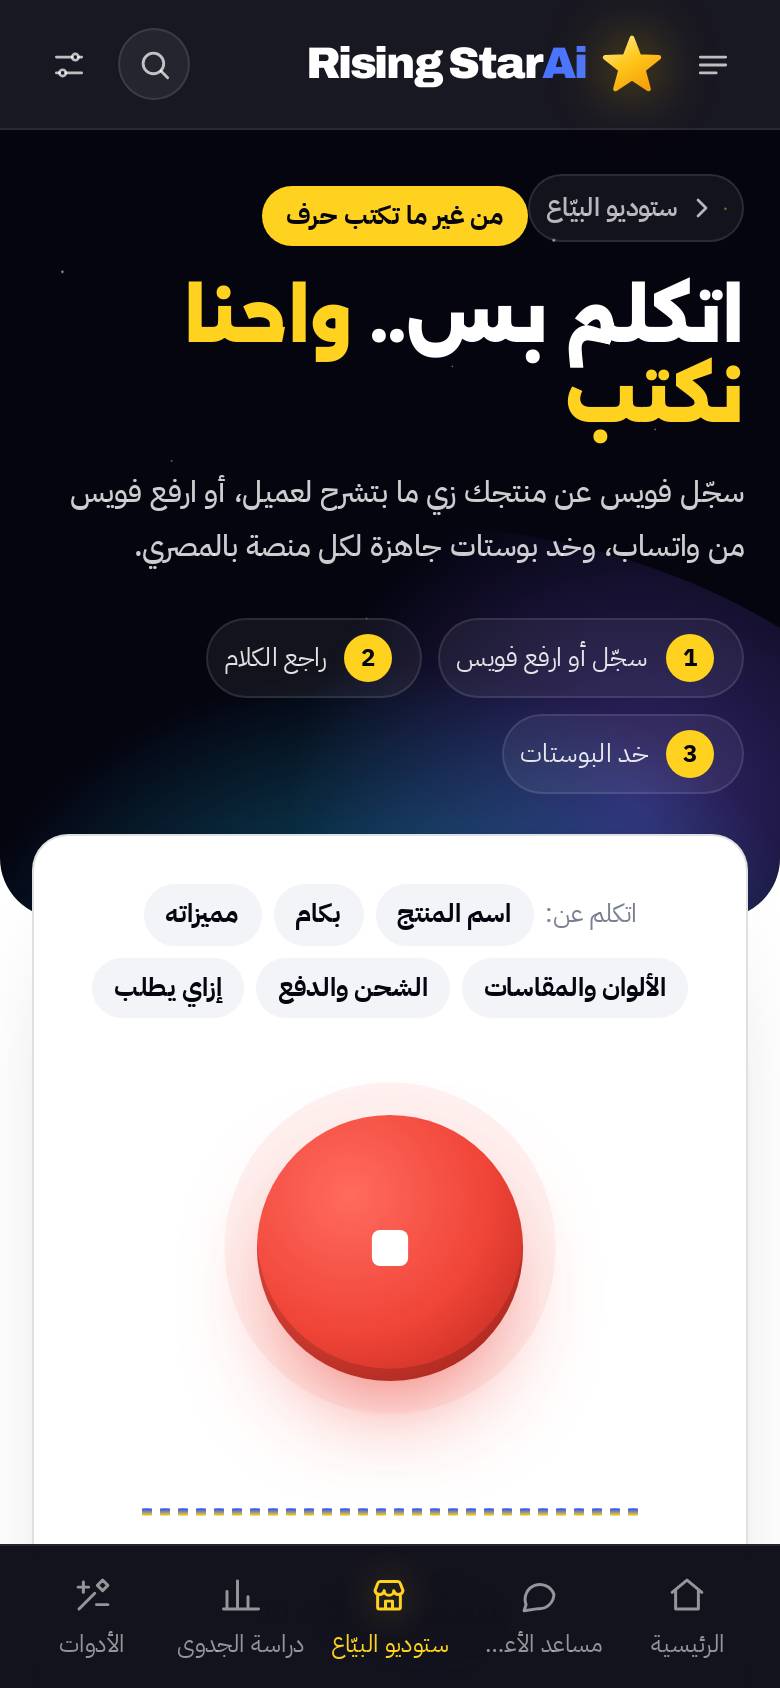 Rising StarAi
ستوديو البيّاع
من غير ما تكتب حرف
اتكلم بس.. واحنا
نكتب
سجّل فويس عن منتجك زي ما بتشرح لعميل، أو ارفع فويس
من واتساب، وخد بوستات جاهزة لكل منصة بالمصري.
1 سجّل أو ارفع فويس
2 راجع الكلام
3 خد البوستات
اتكلم عن: اسم المنتج بكام مميزاته
الألوان والمقاسات الشحن والدفع إزاي يطلب
الرئيسية
مساعد الأع...
ستوديو البيّاع
دراسة الجدوى
الأدوات